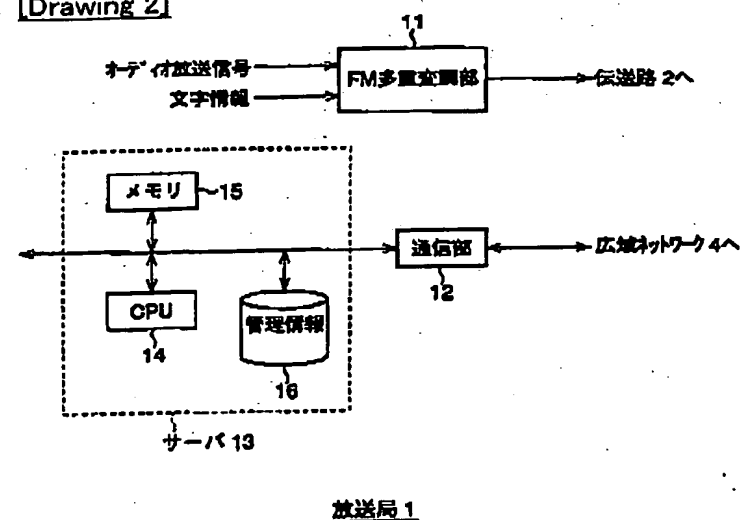 [Drawing 2]
11
オーディオ放送信号
文字情報
FM多重変調部
伝送路 2へ
メモリ
15
CPU
14
管理情報
16
通信部
12
広域ネットワーク 4へ
サーバ 13
放送局 1